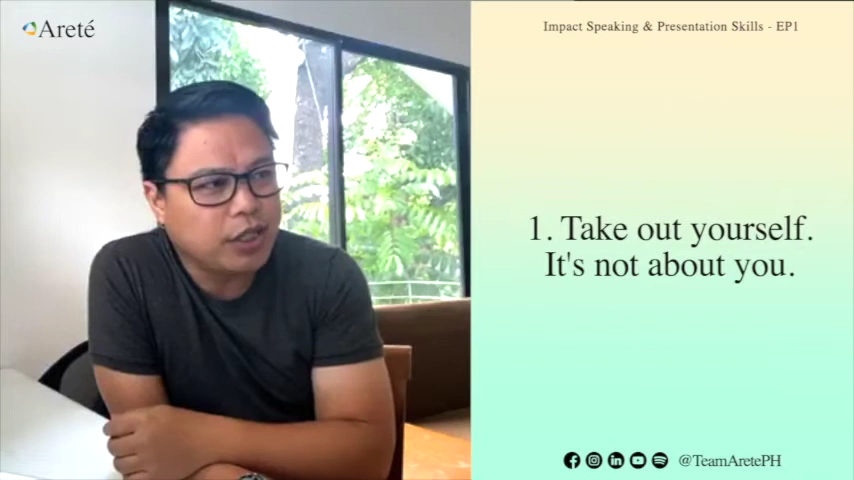 Areté
Impact Speaking & Presentation Skills - EP1
1. Take out yourself.
It's not about you.
@TeamAretePH